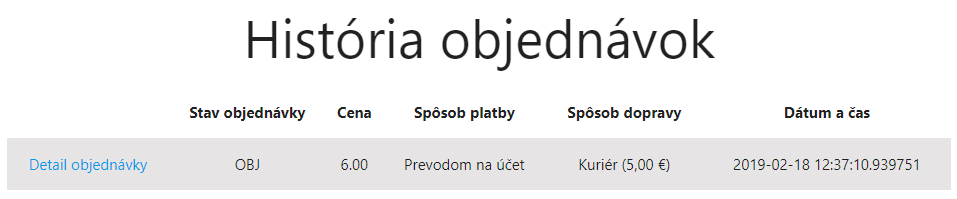 História objednávok
Stav objednávky Cena Spôsob platby Spôsob dopravy Dátum a čas
Detail objednávky OBJ 6.00 Prevodom na účet Kuriér (5,00 €) 2019-02-18 12:37:10.939751